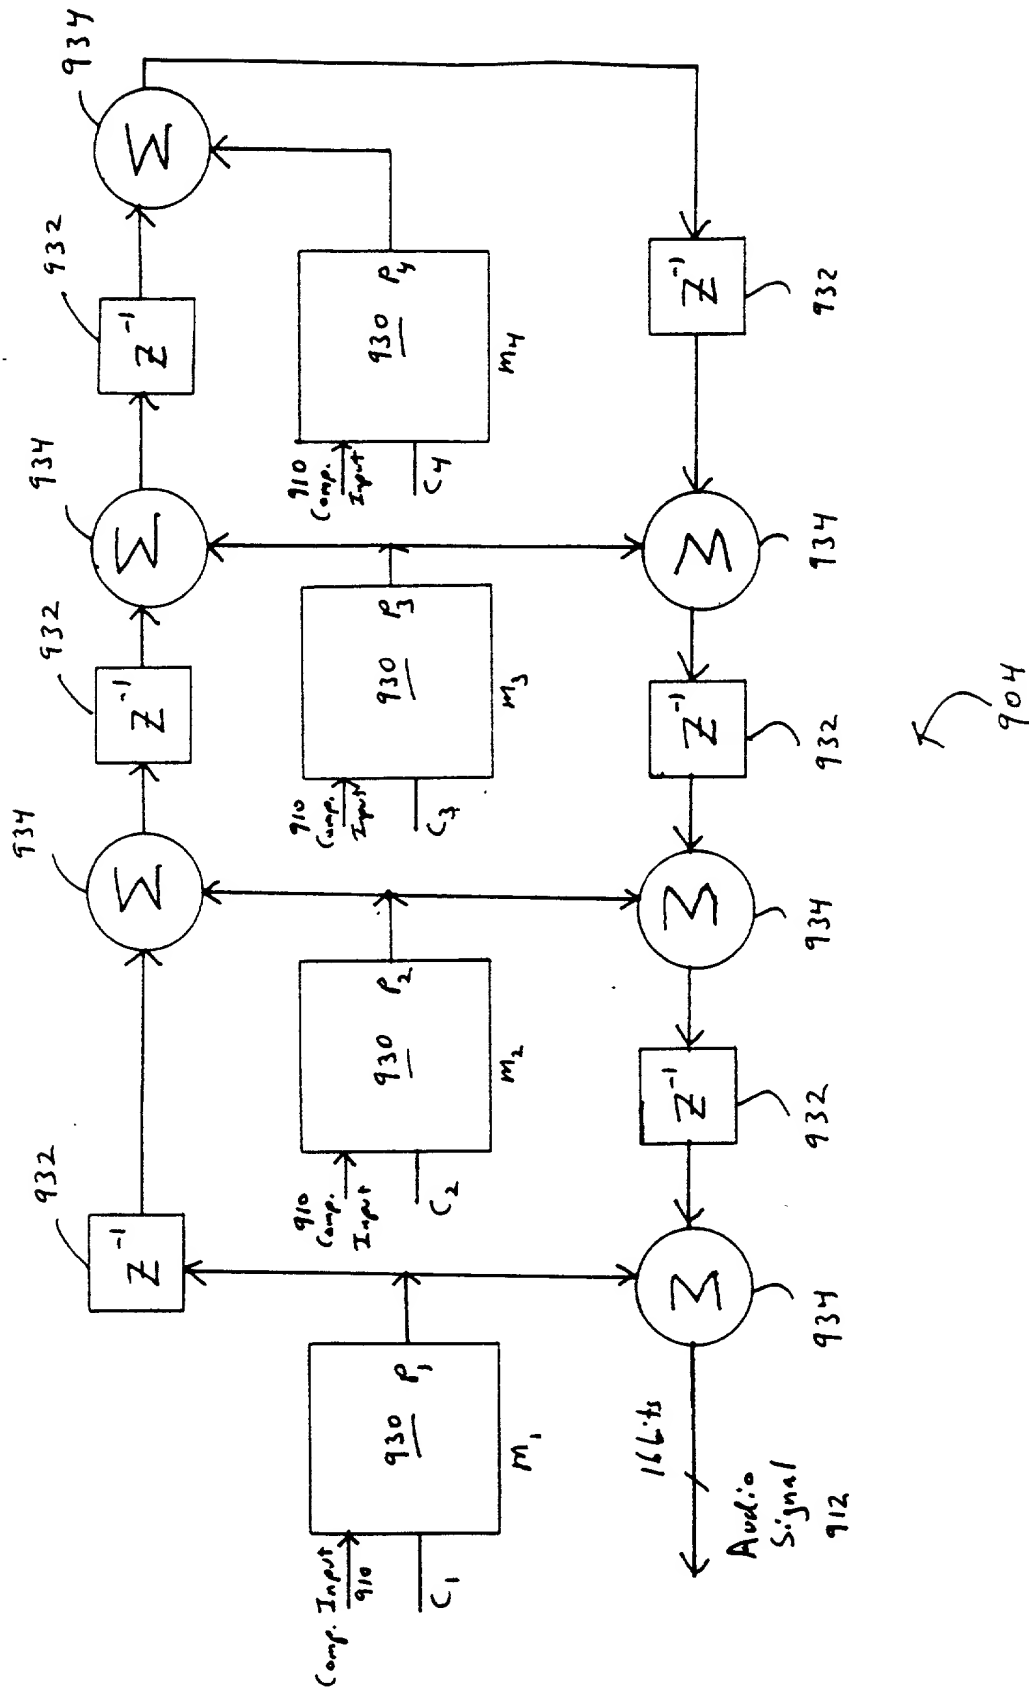 932
934
932
934
932
934
Z⁻¹
Σ
Z⁻¹
Σ
Z⁻¹
Σ
Comp. Input
910
C₁
930
P₁
M₁
910
Comp.
Input
C₂
930
P₂
M₂
910
Comp.
Input
C₃
930
P₃
M₃
910
Comp.
Input
C₄
930
P₄
M₄
16 bits
Audio
Signal
912
Σ
934
Z⁻¹
932
Σ
934
Z⁻¹
932
Σ
934
Z⁻¹
932
904